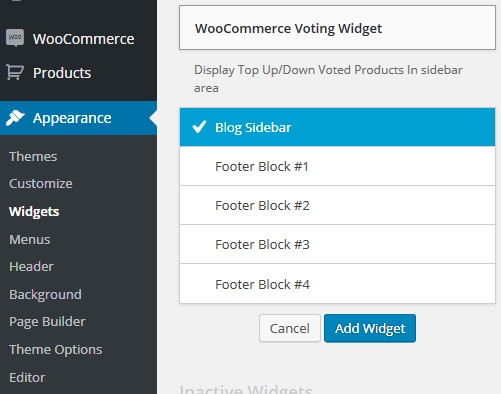 WooCommerce
Products
Appearance
Themes
Customize
Widgets
Menus
Header
Background
Page Builder
Theme Options
Editor
WooCommerce Voting Widget
Display Top Up/Down Voted Products In sidebar
area
Blog Sidebar
Footer Block #1
Footer Block #2
Footer Block #3
Footer Block #4
Cancel
Add Widget
Inactive Widgets